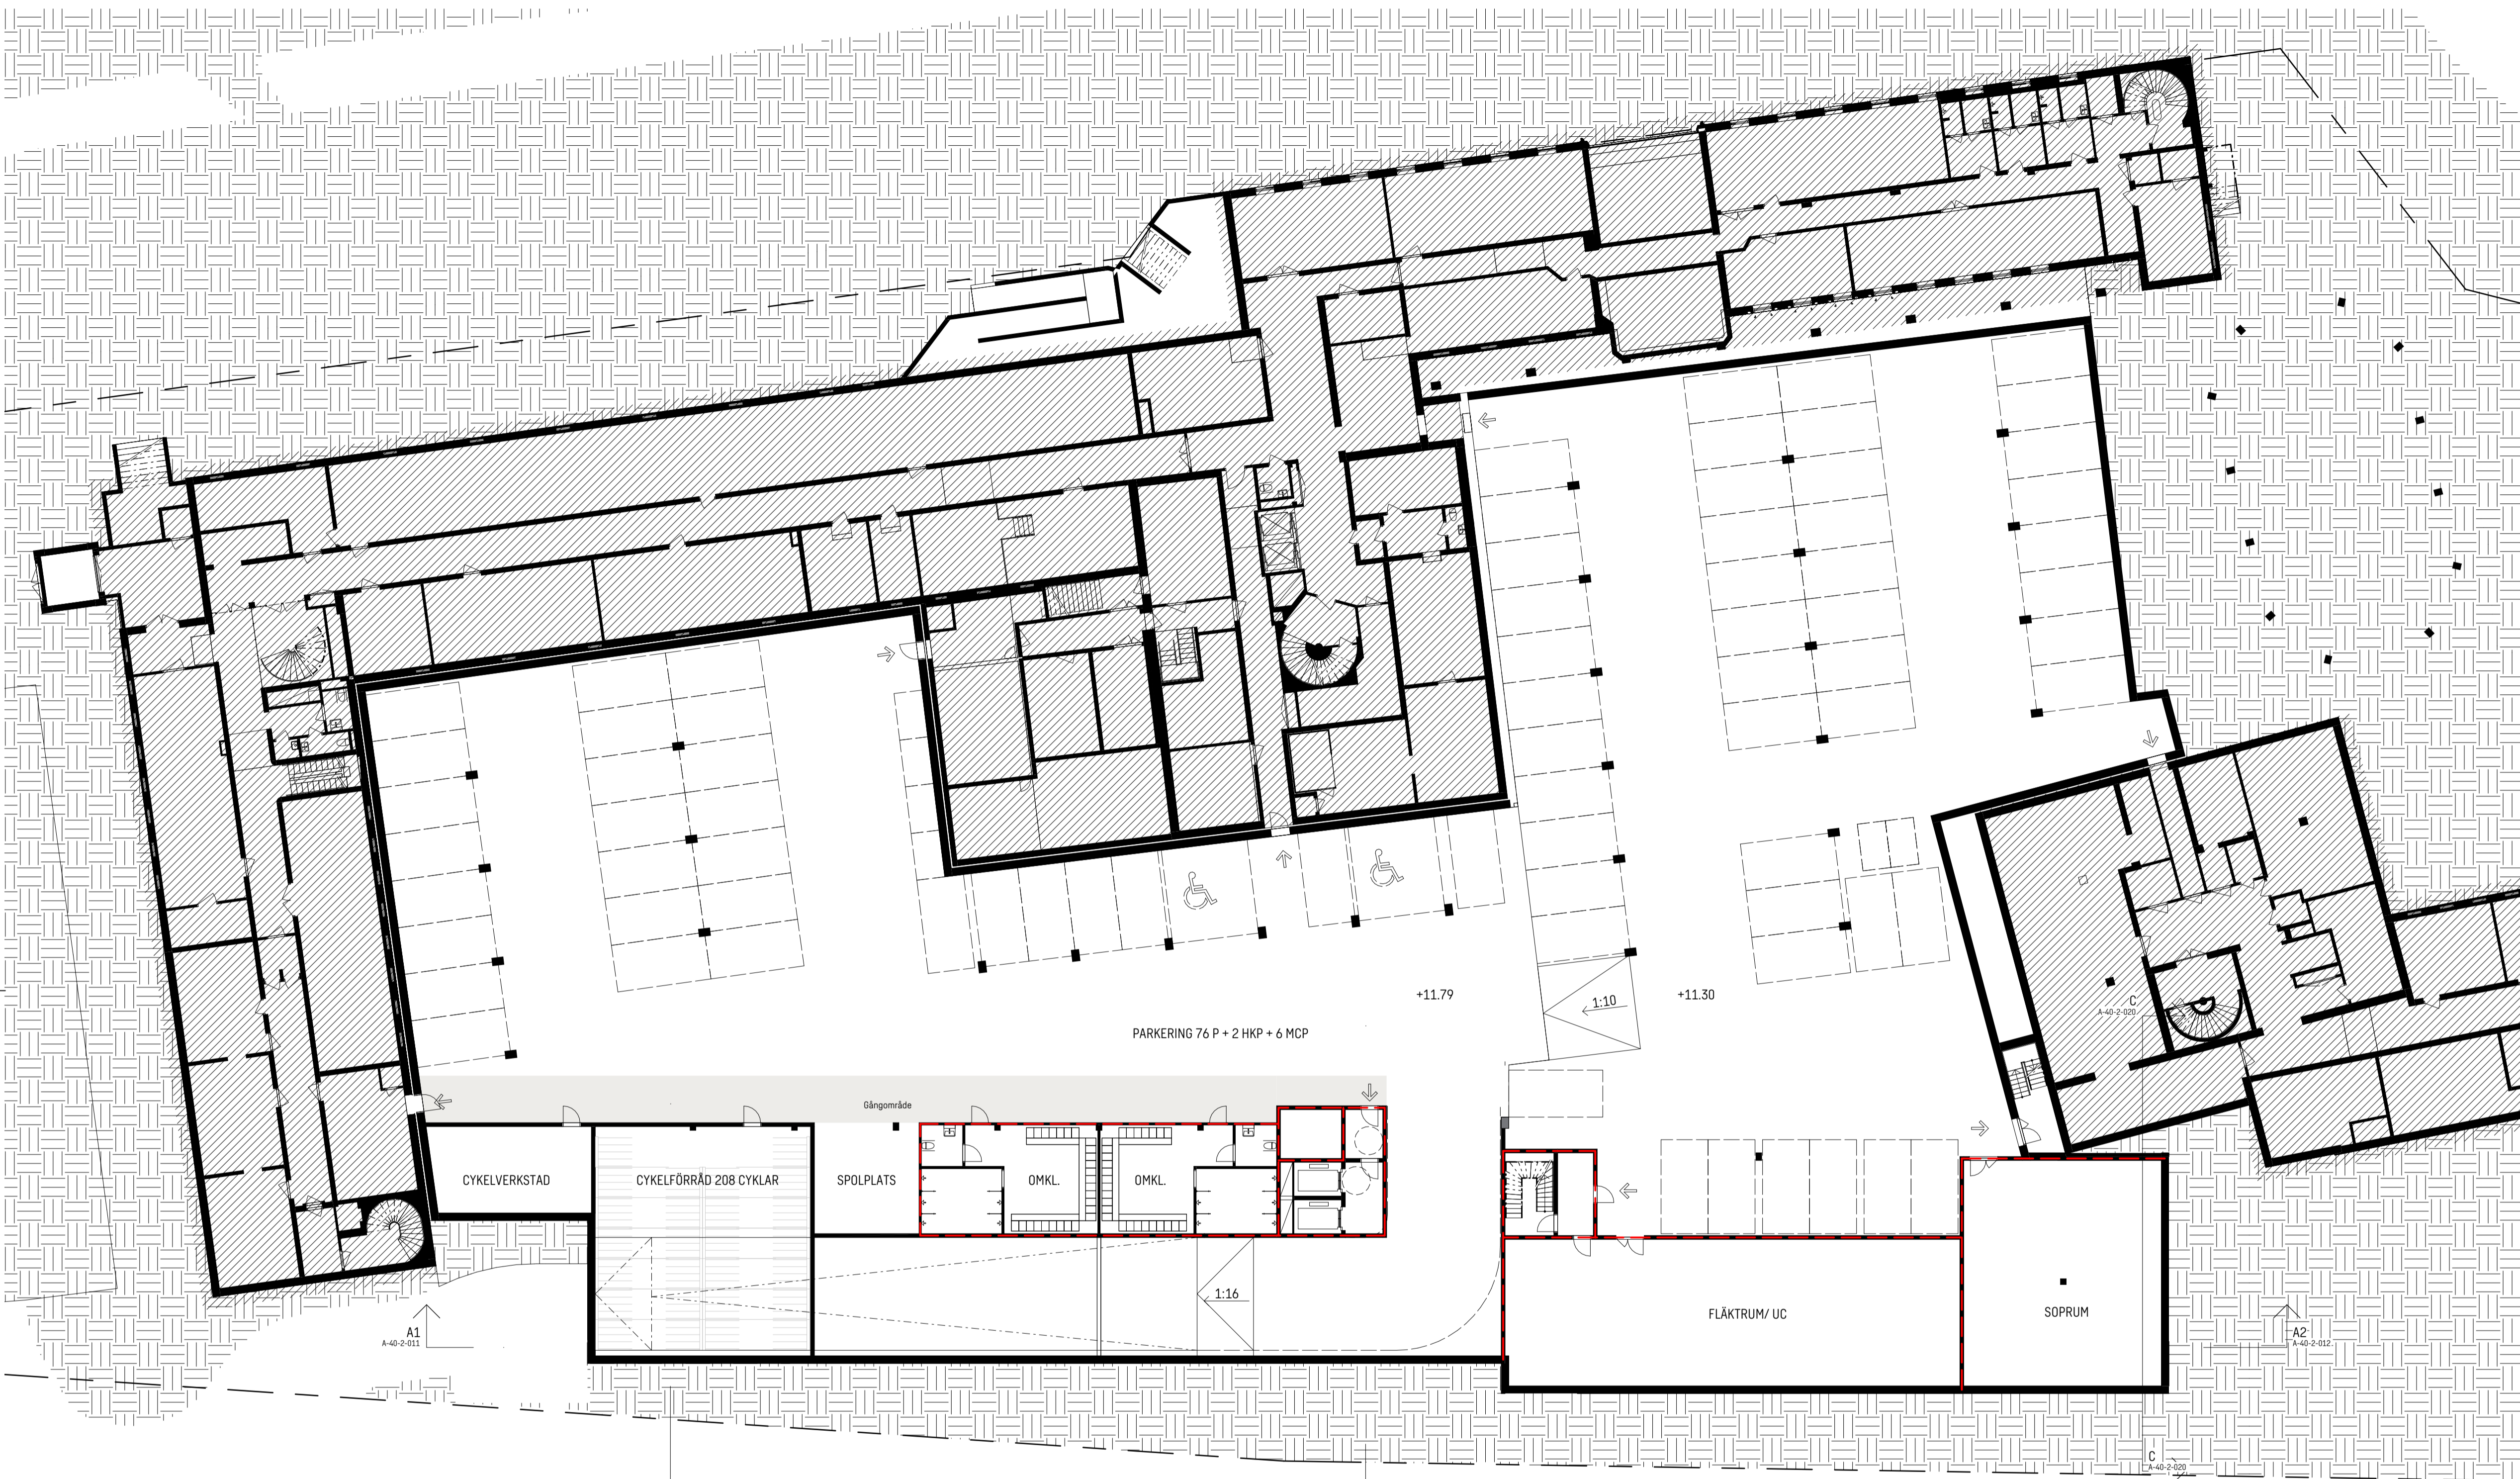 +11.79
1:10
+11.30
C
A-40-2-020
PARKERING 76 P + 2 HKP + 6 MCP
Gångområde
CYKELVERKSTAD
CYKELFÖRRÅD 208 CYKLAR
SPOLPLATS
OMKL.
OMKL.
1:16
FLÄKTRUM/ UC
SOPRUM
A1
A-40-2-011
A2
A-40-2-012
C
A-40-2-020